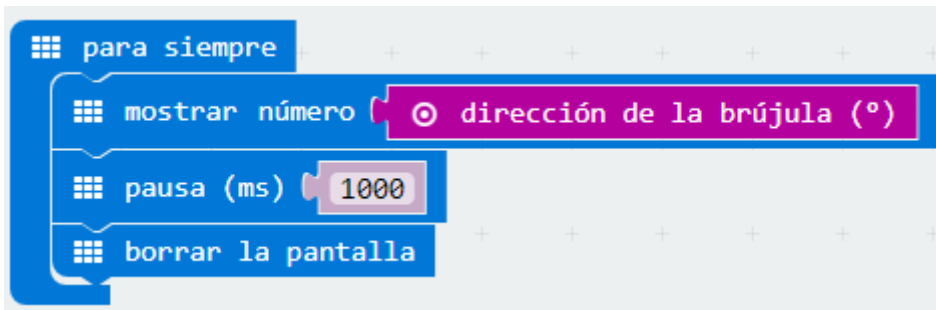 para siempre
mostrar número dirección de la brújula (º)
pausa (ms) 1000
borrar la pantalla